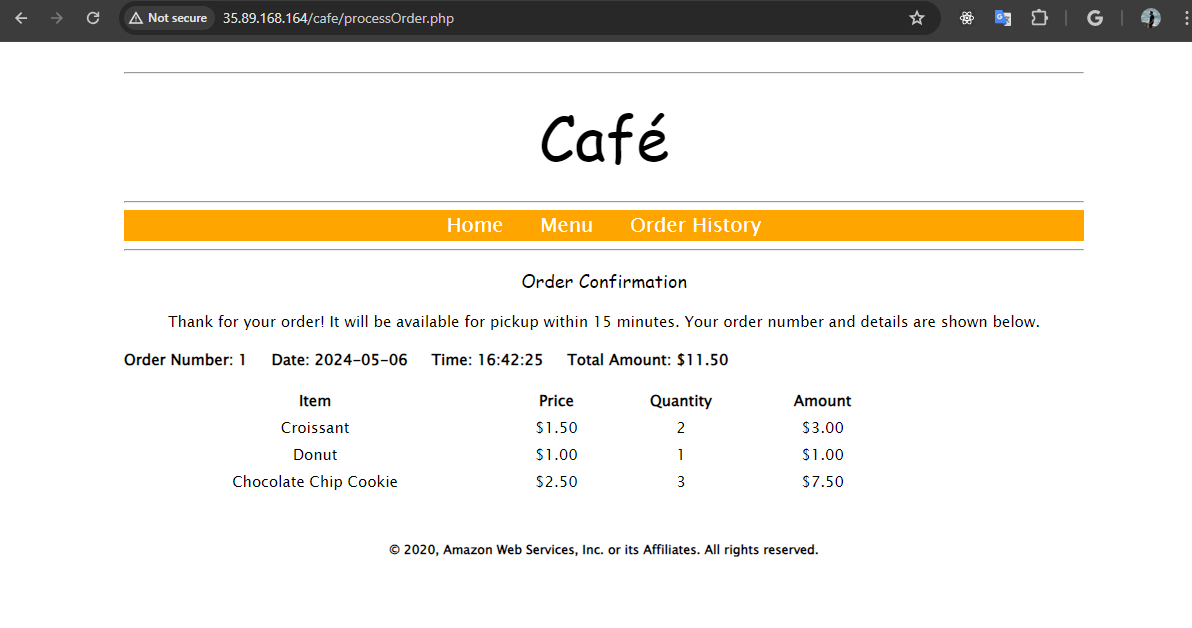 Not secure 35.89.168.164/cafe/processOrder.php
Café
Home Menu Order History
Order Confirmation
Thank for your order! It will be available for pickup within 15 minutes. Your order number and details are shown below.
Order Number: 1 Date: 2024-05-06 Time: 16:42:25 Total Amount: $11.50
Item Price Quantity Amount
Croissant $1.50 2 $3.00
Donut $1.00 1 $1.00
Chocolate Chip Cookie $2.50 3 $7.50
© 2020, Amazon Web Services, Inc. or its Affiliates. All rights reserved.